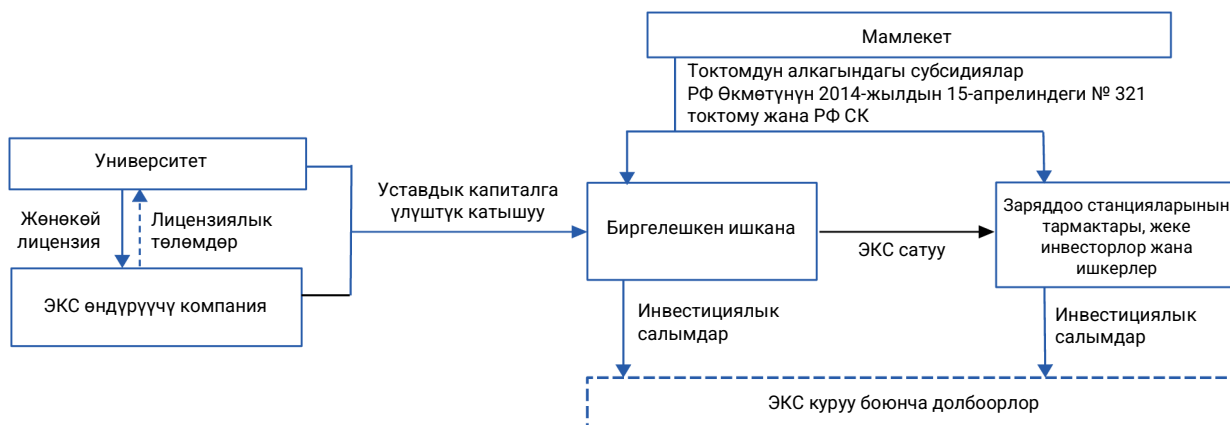 Мамлекет
Токтомдун алкагындагы субсидиялар
РФ Өкмөтүнүн 2014-жылдын 15-апрелиндеги № 321
токтому жана РФ СК
Университет
Жөнөкөй
лицензия
Лицензиялык
төлөмдөр
ЭКС өндүрүүчү компания
Уставдык капиталга
үлүштүк катышуу
Биргелешкен ишкана
ЭКС сатуу
Заряддоо станцияларынын
тармактары, жеке
инвесторлор жана
ишкерлер
Инвестициялык
салымдар
Инвестициялык
салымдар
ЭКС куруу боюнча долбоорлор